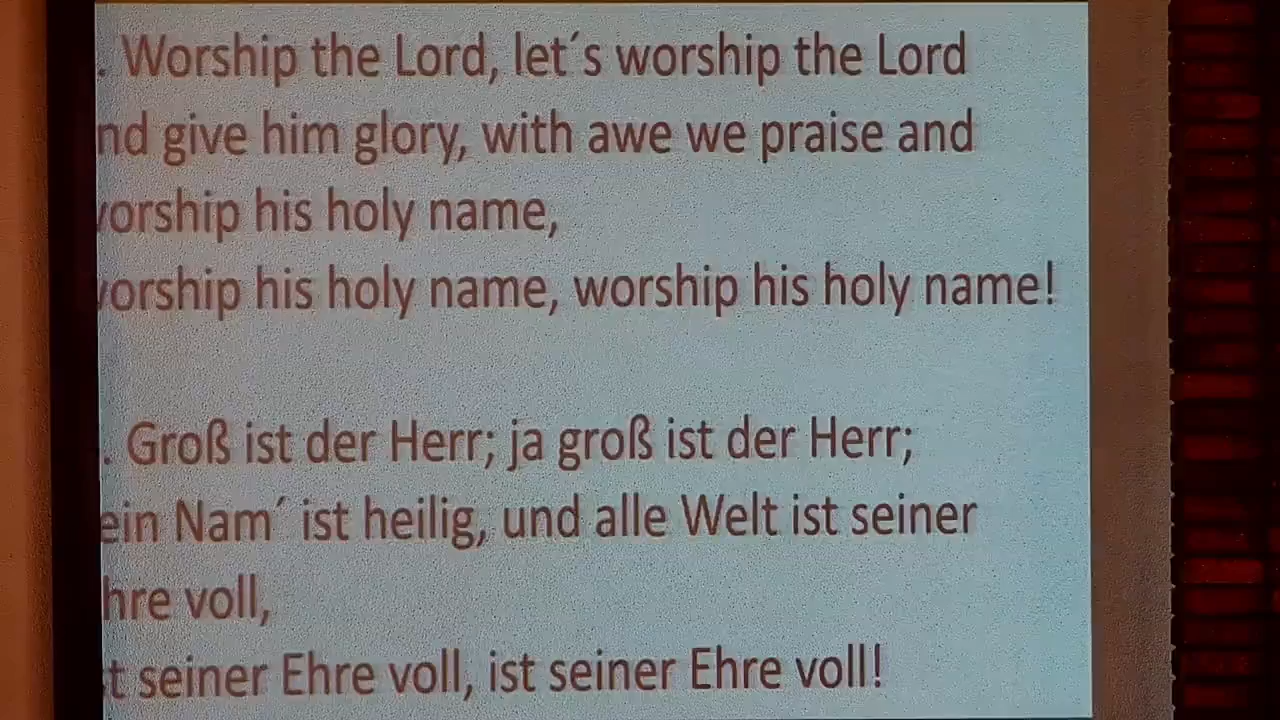 . Worship the Lord, let´s worship the Lord
nd give him glory, with awe we praise and
orship his holy name,
orship his holy name, worship his holy name!
. Groß ist der Herr; ja groß ist der Herr;
ein Nam´ ist heilig, und alle Welt ist seiner
hre voll,
t seiner Ehre voll, ist seiner Ehre voll!